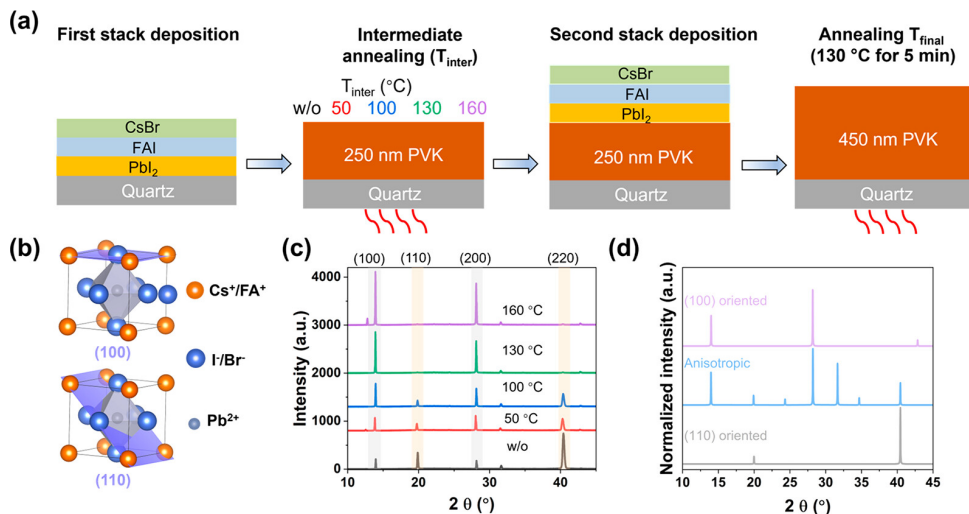 (a)
First stack deposition
Intermediate
annealing (Tinter)
Second stack deposition
Annealing Tfinal
(130 °C for 5 min)
Tinter (°C)
w/o 50 100 130 160
CsBr
FAI
PbI2
Quartz
250 nm PVK
Quartz
CsBr
FAI
PbI2
250 nm PVK
Quartz
450 nm PVK
Quartz
(b)
(100)
(110)
Cs+/FA+
I-/Br-
Pb2+
(c)
(100) (110) (200) (220)
Intensity (a.u.)
4000
3000
2000
1000
0
160 °C
130 °C
100 °C
50 °C
w/o
10 20 30 40
2 θ (°)
(d)
Normalized intensity (a.u.)
(100) oriented
Anisotropic
(110) oriented
10 15 20 25 30 35 40 45
2 θ (°)